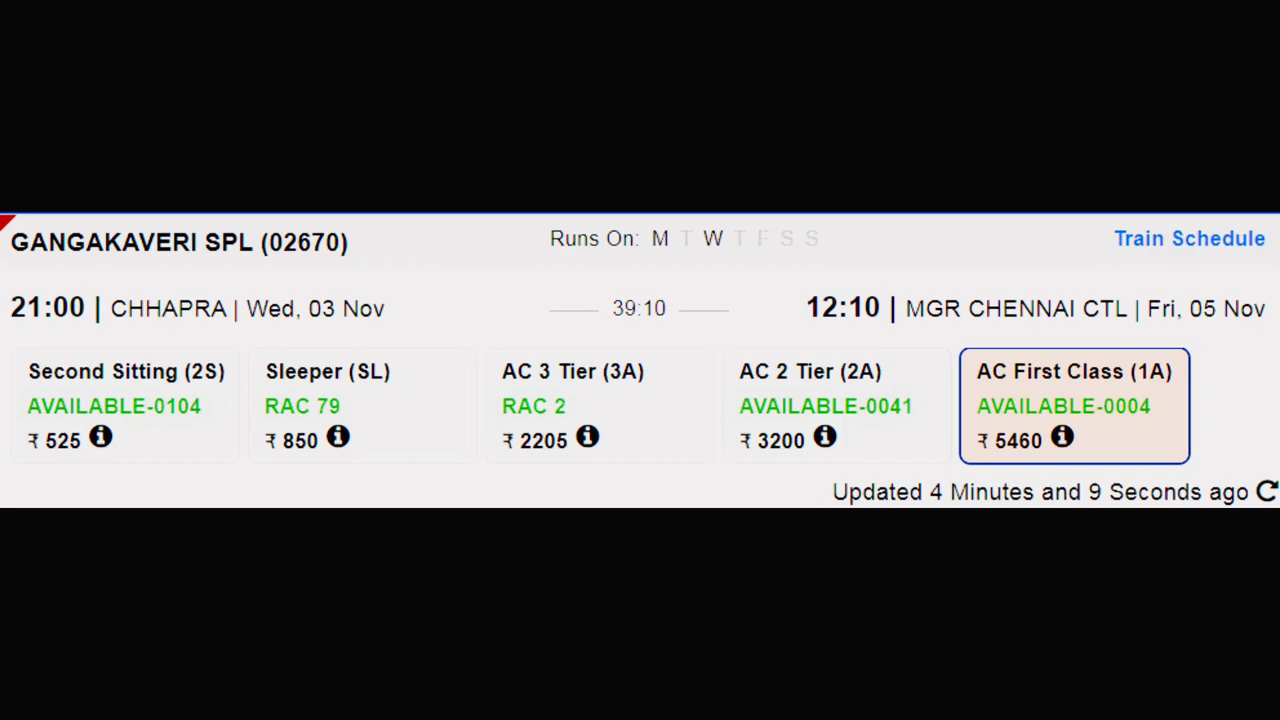 GANGAKAVERI SPL (02670) Runs On: M T W T F S S Train Schedule
21:00 | CHHAPRA | Wed, 03 Nov 39:10 12:10 | MGR CHENNAI CTL | Fri, 05 Nov
Second Sitting (2S) Sleeper (SL) AC 3 Tier (3A) AC 2 Tier (2A) AC First Class (1A)
AVAILABLE-0104 RAC 79 RAC 2 AVAILABLE-0041 AVAILABLE-0004
₹ 525 ₹ 850 ₹ 2205 ₹ 3200 ₹ 5460
Updated 4 Minutes and 9 Seconds ago